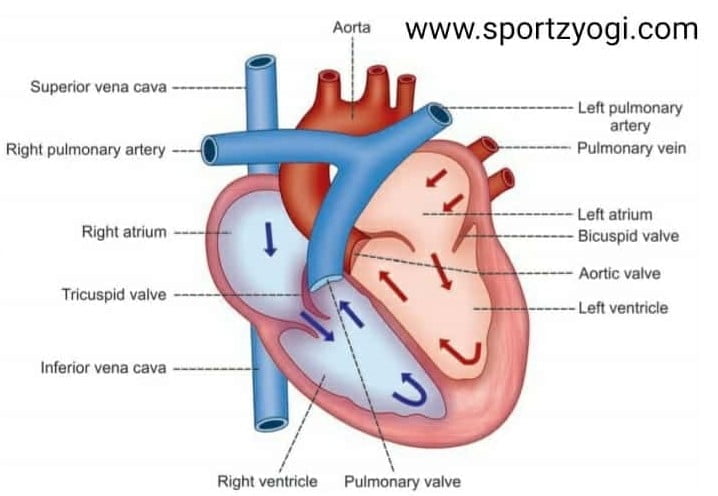 Aorta
www.sportzyogi.com
Superior vena cava
Right pulmonary artery
Right atrium
Tricuspid valve
Inferior vena cava
Left pulmonary
artery
Pulmonary vein
Left atrium
Bicuspid valve
Aortic valve
Left ventricle
Right ventricle
Pulmonary valve